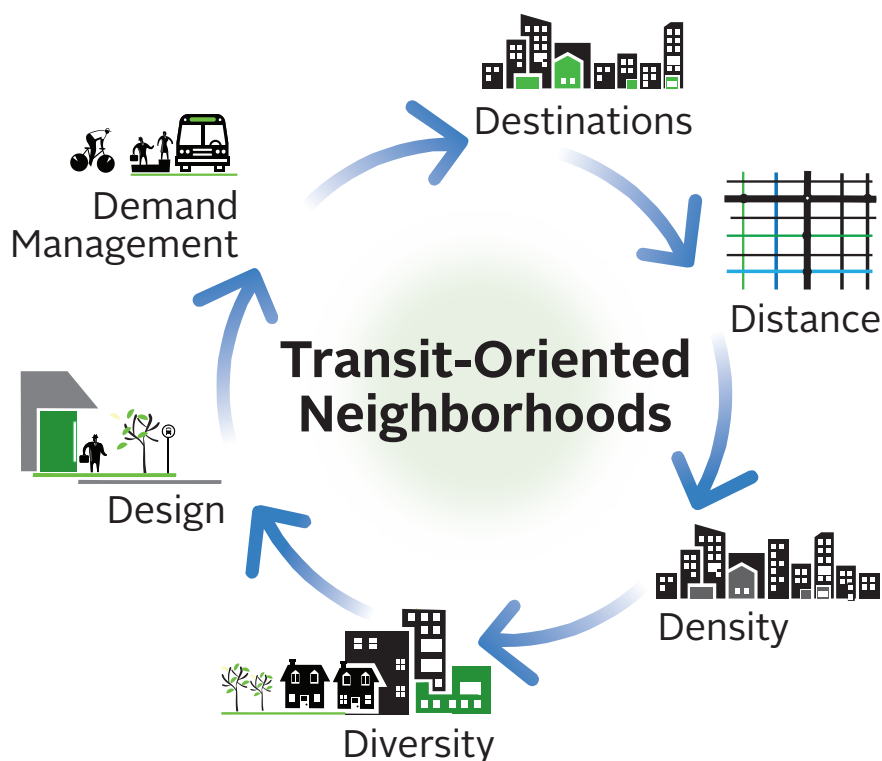 Destinations
Distance
Density
Diversity
Design
Demand
Management
Transit-Oriented
Neighborhoods